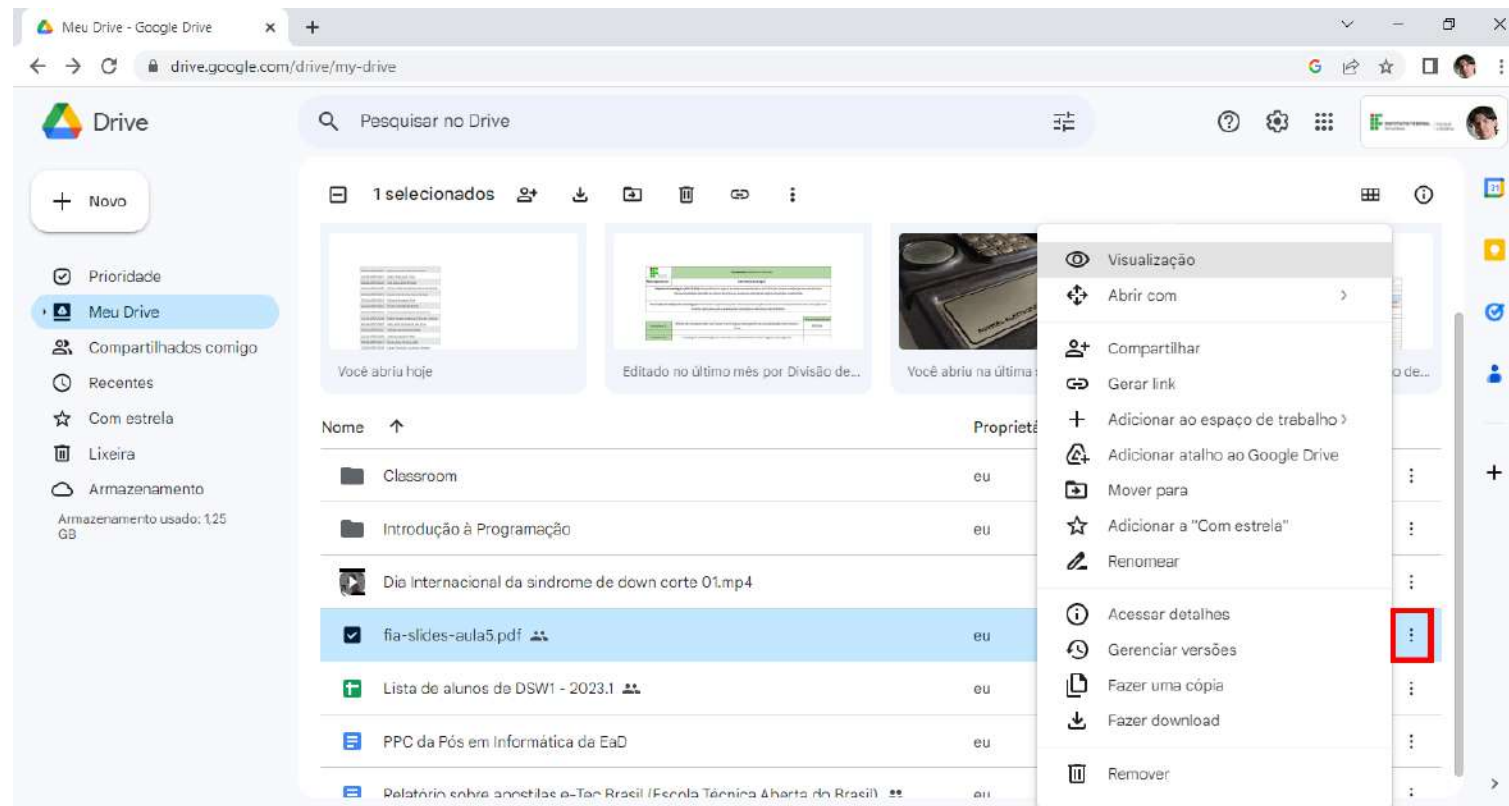 Meu Drive - Google Drive
drive.google.com/drive/my-drive
Drive
Pesquisar no Drive
INSTITUTO FEDERAL
Novo
1 selecionados
31
Prioridade
Meu Drive
Compartilhados comigo
Recentes
Com estrela
Lixeira
Armazenamento
Armazenamento usado: 1,25
GB
Você abriu hoje
Editado no último mês por Divisão de...
Você abriu na última
o de...
Nome
Proprietá
Classroom
eu
Introdução à Programação
eu
Dia Internacional da sindrome de down corte 01.mp4
fia-slides-aula5.pdf
eu
Lista de alunos de DSW1 - 2023.1
eu
PPC da Pós em Informática da EaD
eu
Relatório sobre apostilas e-Tec Brasil (Escola Técnica Aberta do Brasil)
eu
Visualização
Abrir com
Compartilhar
Gerar link
Adicionar ao espaço de trabalho
Adicionar atalho ao Google Drive
Mover para
Adicionar a "Com estrela"
Renomear
Acessar detalhes
Gerenciar versões
Fazer uma cópia
Fazer download
Remover